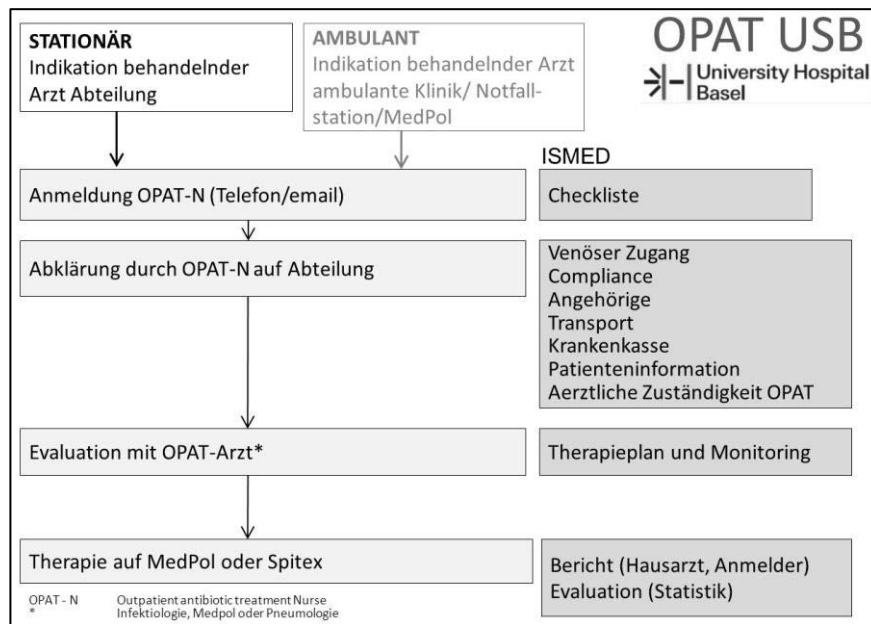 STATIONÄR
Indikation behandelnder
Arzt Abteilung
AMBULANT
Indikation behandelnder Arzt
ambulante Klinik/ Notfall-
station/MedPol
OPAT USB
University Hospital
Basel
ISMED
Anmeldung OPAT-N (Telefon/email)
Checkliste
Abklärung durch OPAT-N auf Abteilung
Venöser Zugang
Compliance
Angehörige
Transport
Krankenkasse
Patienteninformation
Aerztliche Zuständigkeit OPAT
Evaluation mit OPAT-Arzt*
Therapieplan und Monitoring
Therapie auf MedPol oder Spitex
Bericht (Hausarzt, Anmelder)
Evaluation (Statistik)
OPAT - N Outpatient antibiotic treatment Nurse
* Infektiologie, Medpol oder Pneumologie